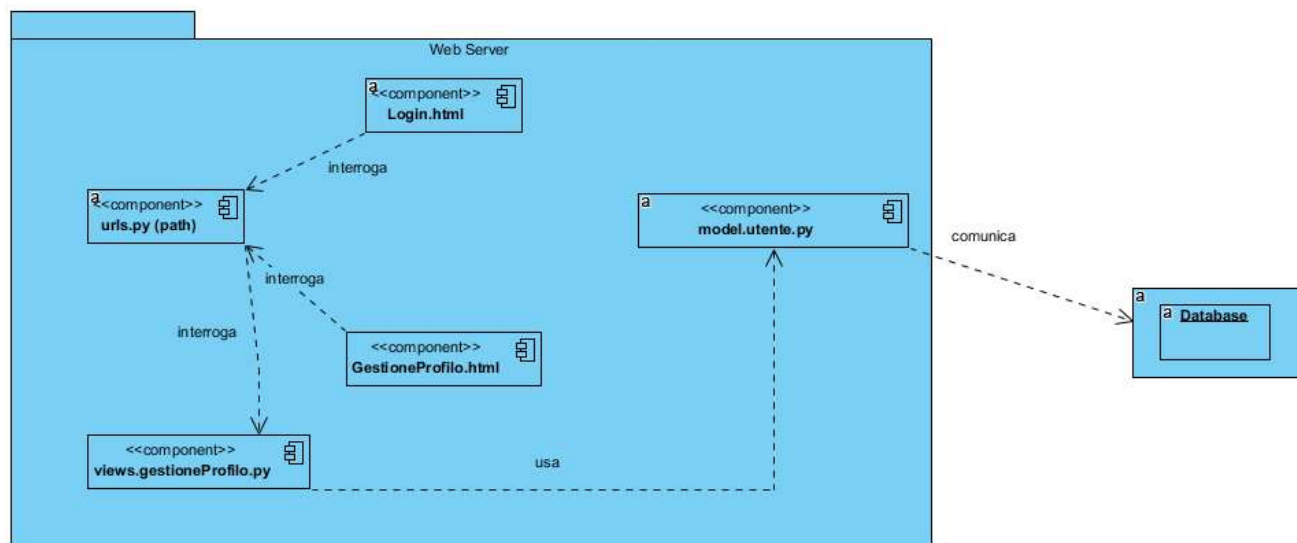 Web Server
a
<<component>>
Login.html
interroga
a
<<component>>
urls.py (path)
a
<<component>>
model.utente.py
comunica
interroga
a
a
Database
interroga
<<component>>
GestioneProfilo.html
<<component>>
views.gestioneProfilo.py
usa